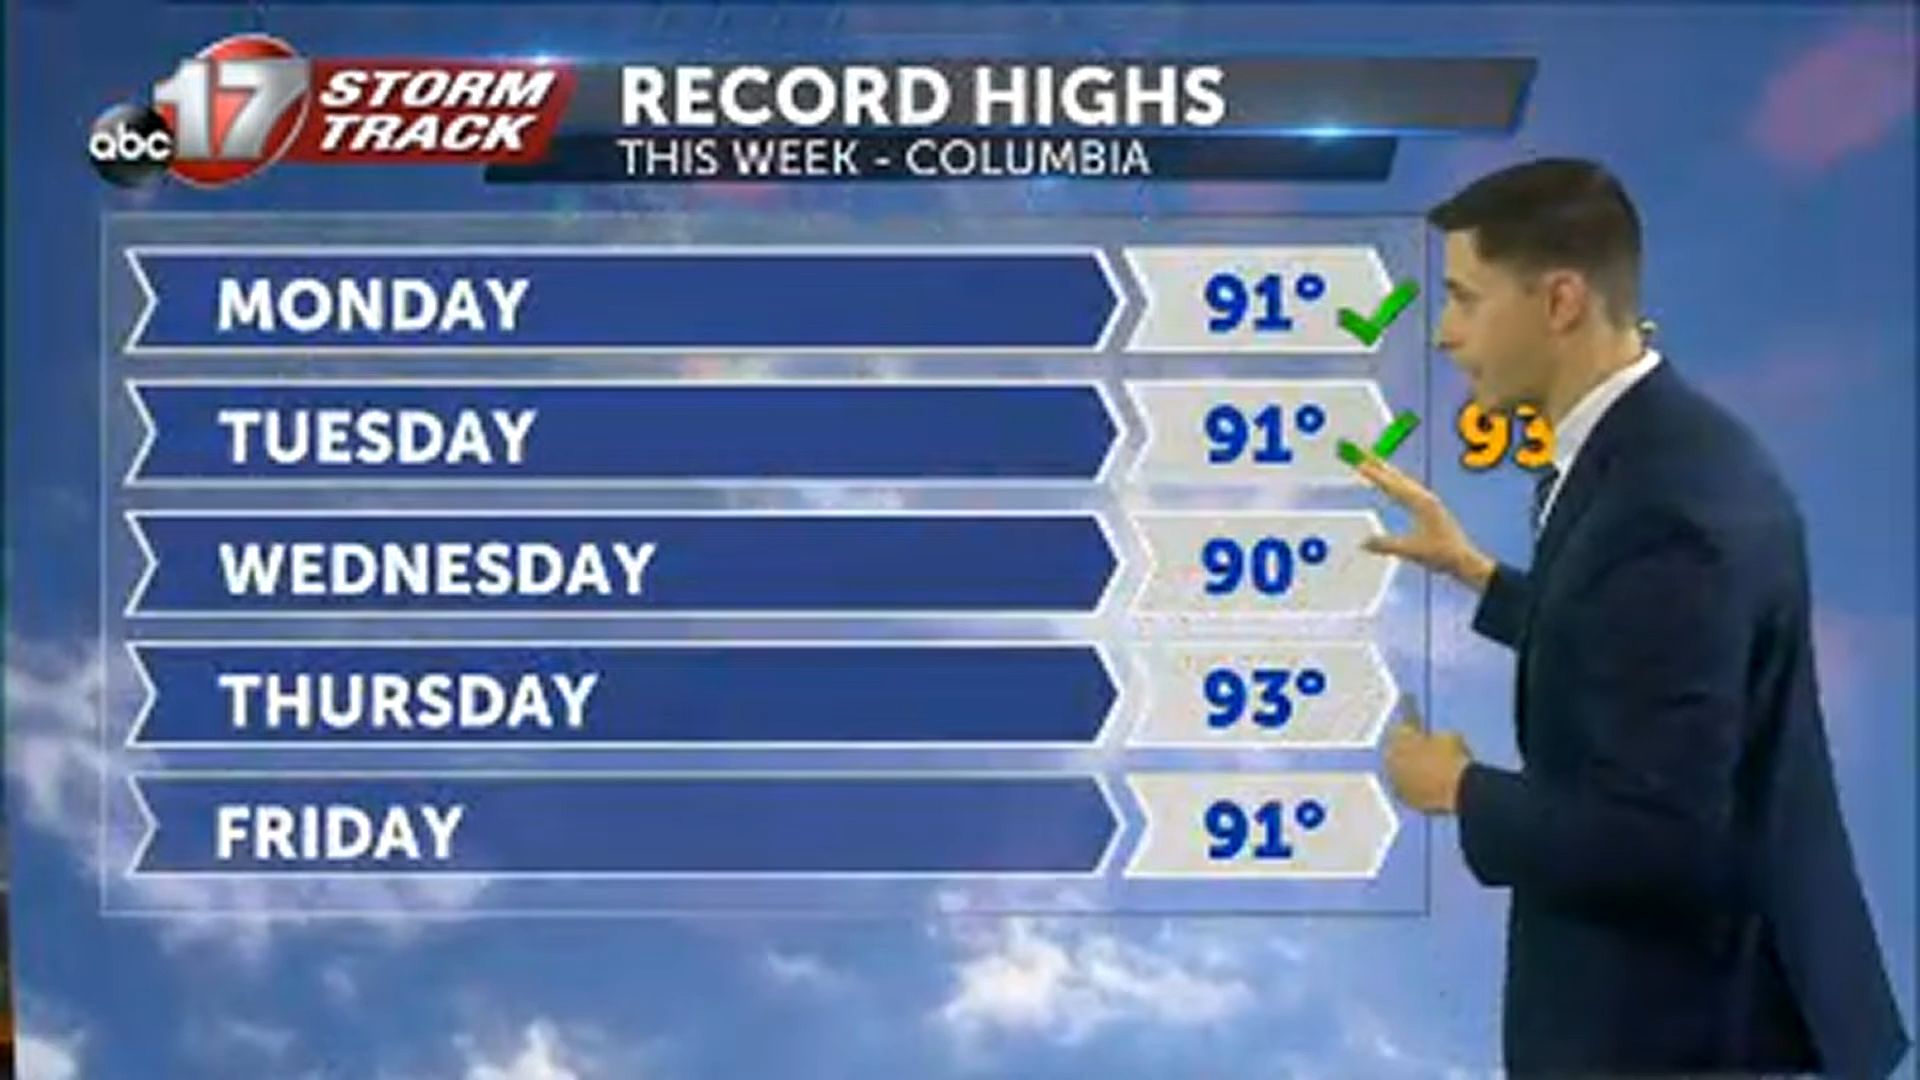 abc 17 STORM TRACK
RECORD HIGHS
THIS WEEK - COLUMBIA
MONDAY 91°
TUESDAY 91° 93
WEDNESDAY 90°
THURSDAY 93°
FRIDAY 91°